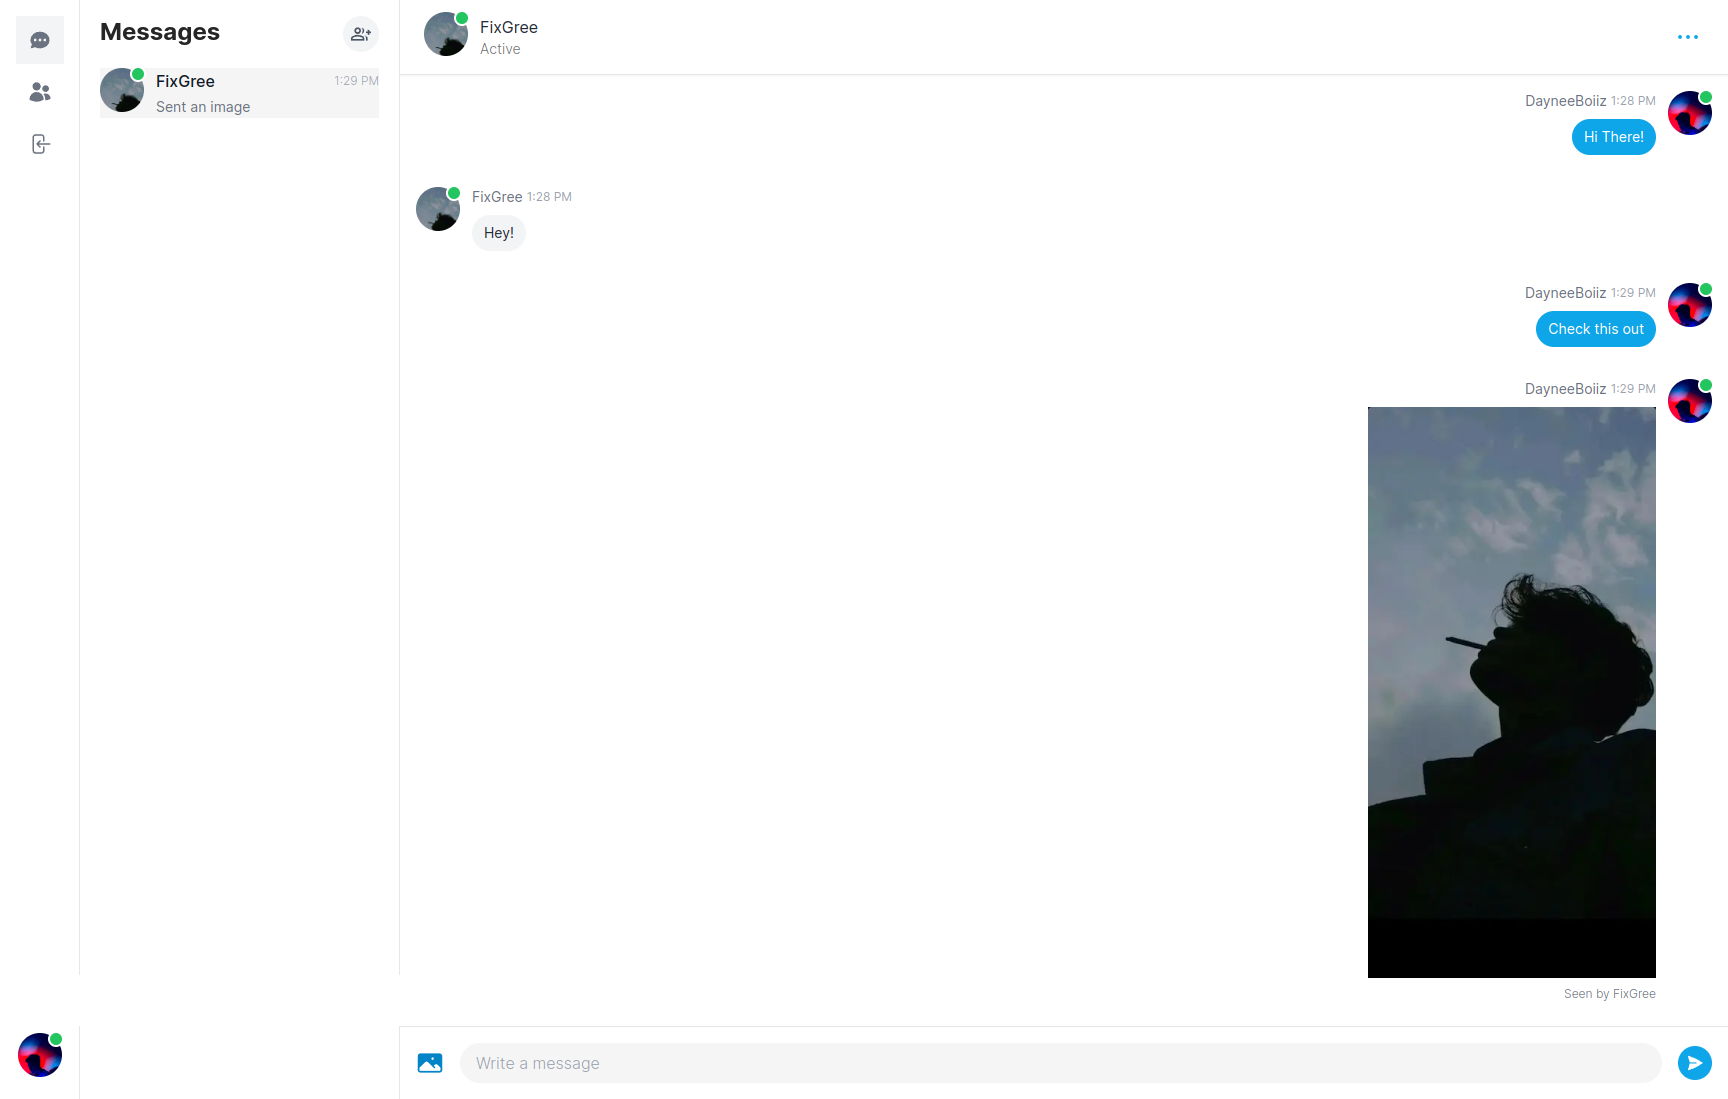 Messages
FixGree
1:29 PM
Sent an image
FixGree
Active
DayneeBoiiz 1:28 PM
Hi There!
FixGree 1:28 PM
Hey!
DayneeBoiiz 1:29 PM
Check this out
DayneeBoiiz 1:29 PM
Seen by FixGree
Write a message